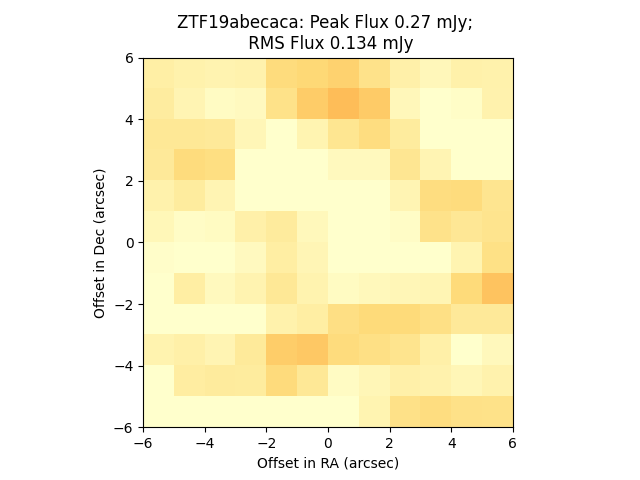 ZTF19abecaca: Peak Flux 0.27 mJy;
RMS Flux 0.134 mJy
6
4
2
0
−2
−4
−6
Offset in Dec (arcsec)
−6 −4 −2 0 2 4 6
Offset in RA (arcsec)